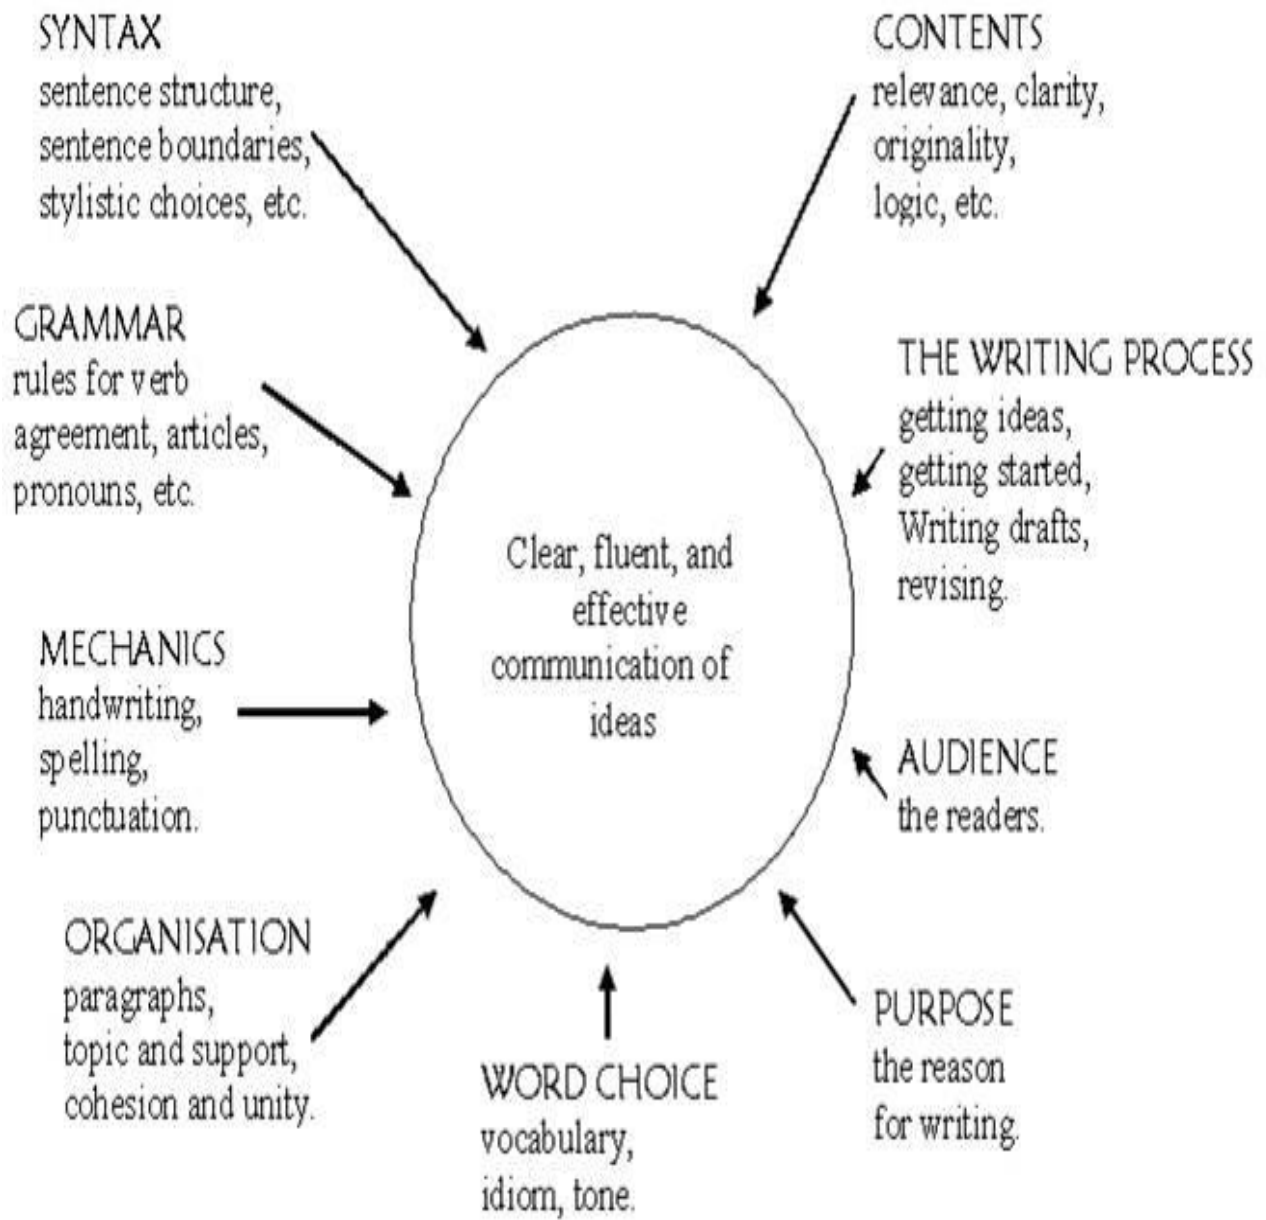 SYNTAX
sentence structure,
sentence boundaries,
stylistic choices, etc.
CONTENTS
relevance, clarity,
originality,
logic, etc.
GRAMMAR
rules for verb
agreement, articles,
pronouns, etc.
THE WRITING PROCESS
getting ideas,
getting started,
Writing drafts,
revising.
Clear, fluent, and
effective
communication of
ideas
MECHANICS
handwriting,
spelling,
punctuation.
AUDIENCE
the readers.
ORGANISATION
paragraphs,
topic and support,
cohesion and unity.
WORD CHOICE
vocabulary,
idiom, tone.
PURPOSE
the reason
for writing.